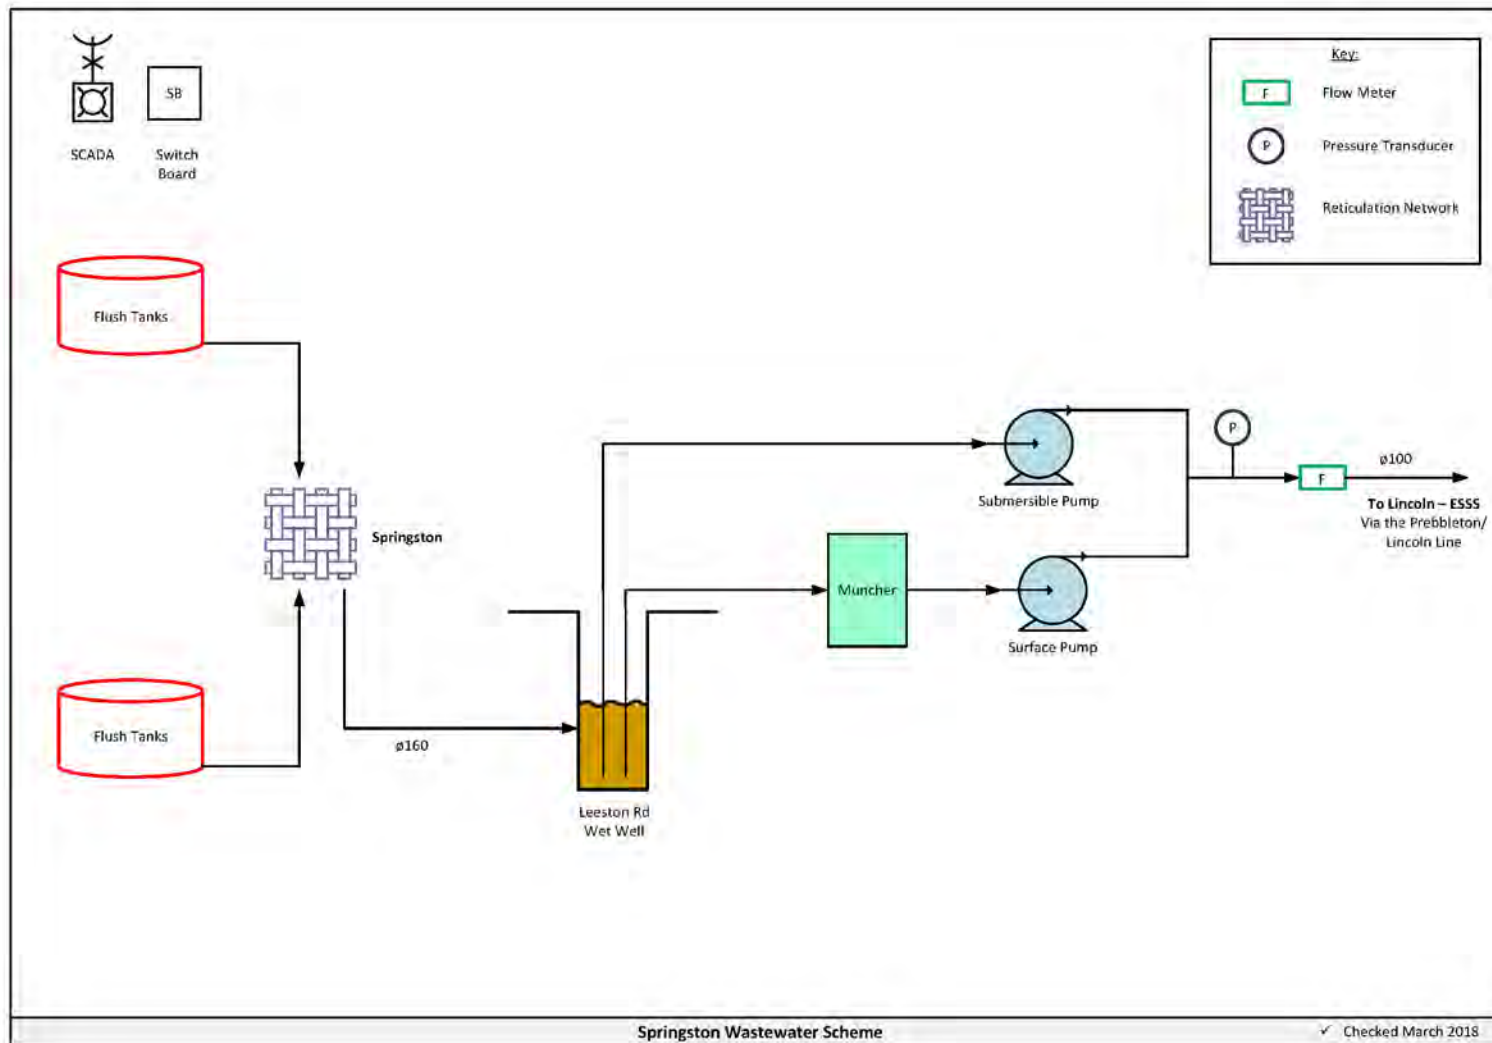 SCADA
SB
Switch
Board
Key:
F
Flow Meter
P
Pressure Transducer
Reticulation Network
Flush Tanks
Springston
Flush Tanks
ø160
Leeston Rd
Wet Well
Submersible Pump
Muncher
Surface Pump
P
F
ø100
To Lincoln – ESSS
Via the Prebbleton/
Lincoln Line
Springston Wastewater Scheme
✓ Checked March 2018